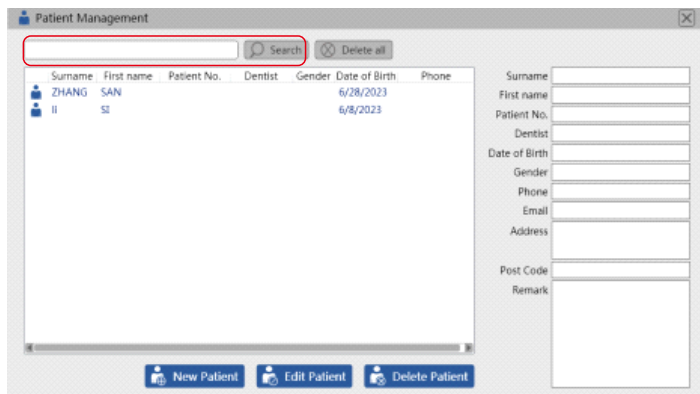 Patient Management
Search
Delete all
Surname First name Patient No. Dentist Gender Date of Birth Phone
ZHANG SAN 6/28/2023
II SI 6/8/2023
Surname
First name
Patient No.
Dentist
Date of Birth
Gender
Phone
Email
Address
Post Code
Remark
New Patient
Edit Patient
Delete Patient